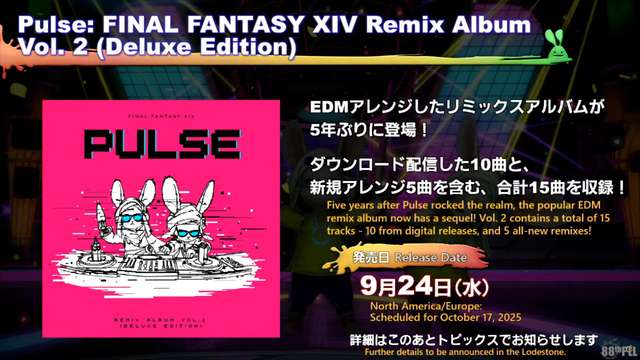 Pulse: FINAL FANTASY XIV Remix Album
Vol. 2 (Deluxe Edition)
FINAL FANTASY XIV
PULSE
REMIX ALBUM VOL.2
(DELUXE EDITION)
EDMアレンジしたリミックスアルバムが
5年ぶりに登場！
ダウンロード配信した10曲と、
新規アレンジ5曲を含む、合計15曲を収録！
Five years after Pulse rocked the realm, the popular EDM
remix album now has a sequel! Vol. 2 contains a total of 15
tracks - 10 from digital releases, and 5 all-new remixes!
発売日 Release Date
9月24日(水)
North America/Europe:
Scheduled for October 17, 2025
詳細はこのあとトピックスでお知らせします
Further details to be announced in the Lodestone.